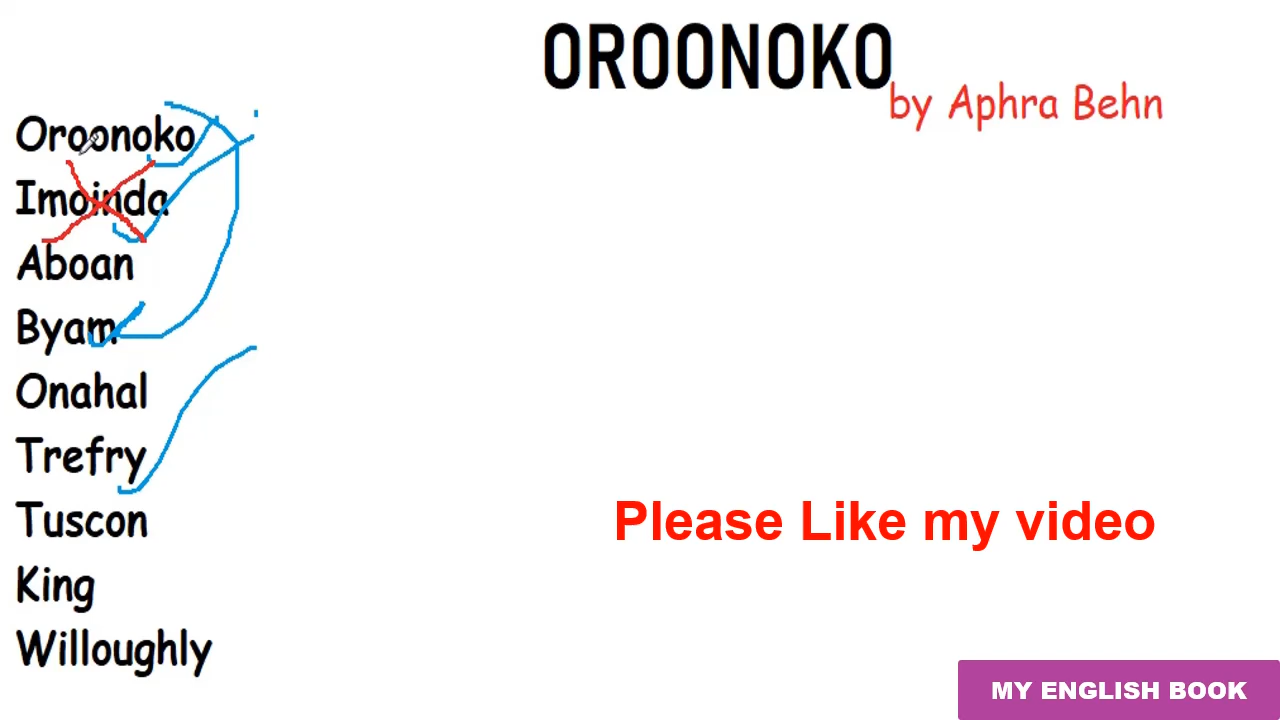 OROONOKO
by Aphra Behn
Oroonoko
Imoinda
Aboan
Byam
Onahal
Trefry
Tuscon
King
Willoughly
Please Like my video
MY ENGLISH BOOK